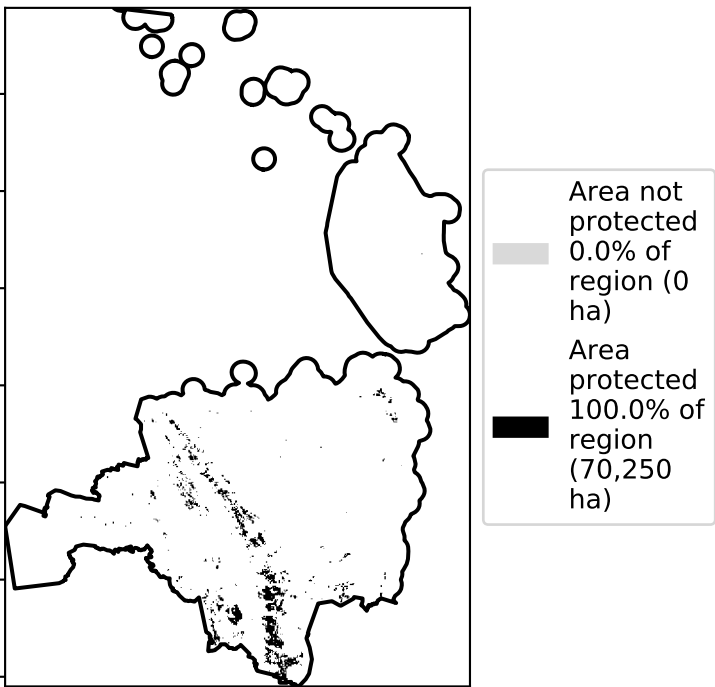 Area not
protected
0.0% of
region (0
ha)
Area
protected
100.0% of
region
(70,250
ha)